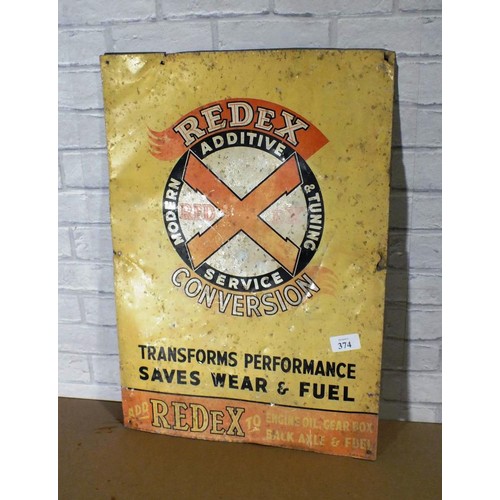 REDEX
ADDITIVE
MODERN
& TUNING
SERVICE
CONVERSION
374
TRANSFORMS PERFORMANCE
SAVES WEAR & FUEL
ADD REDEX TO ENGINE OIL, GEAR BOX
BACK AXLE & FUEL